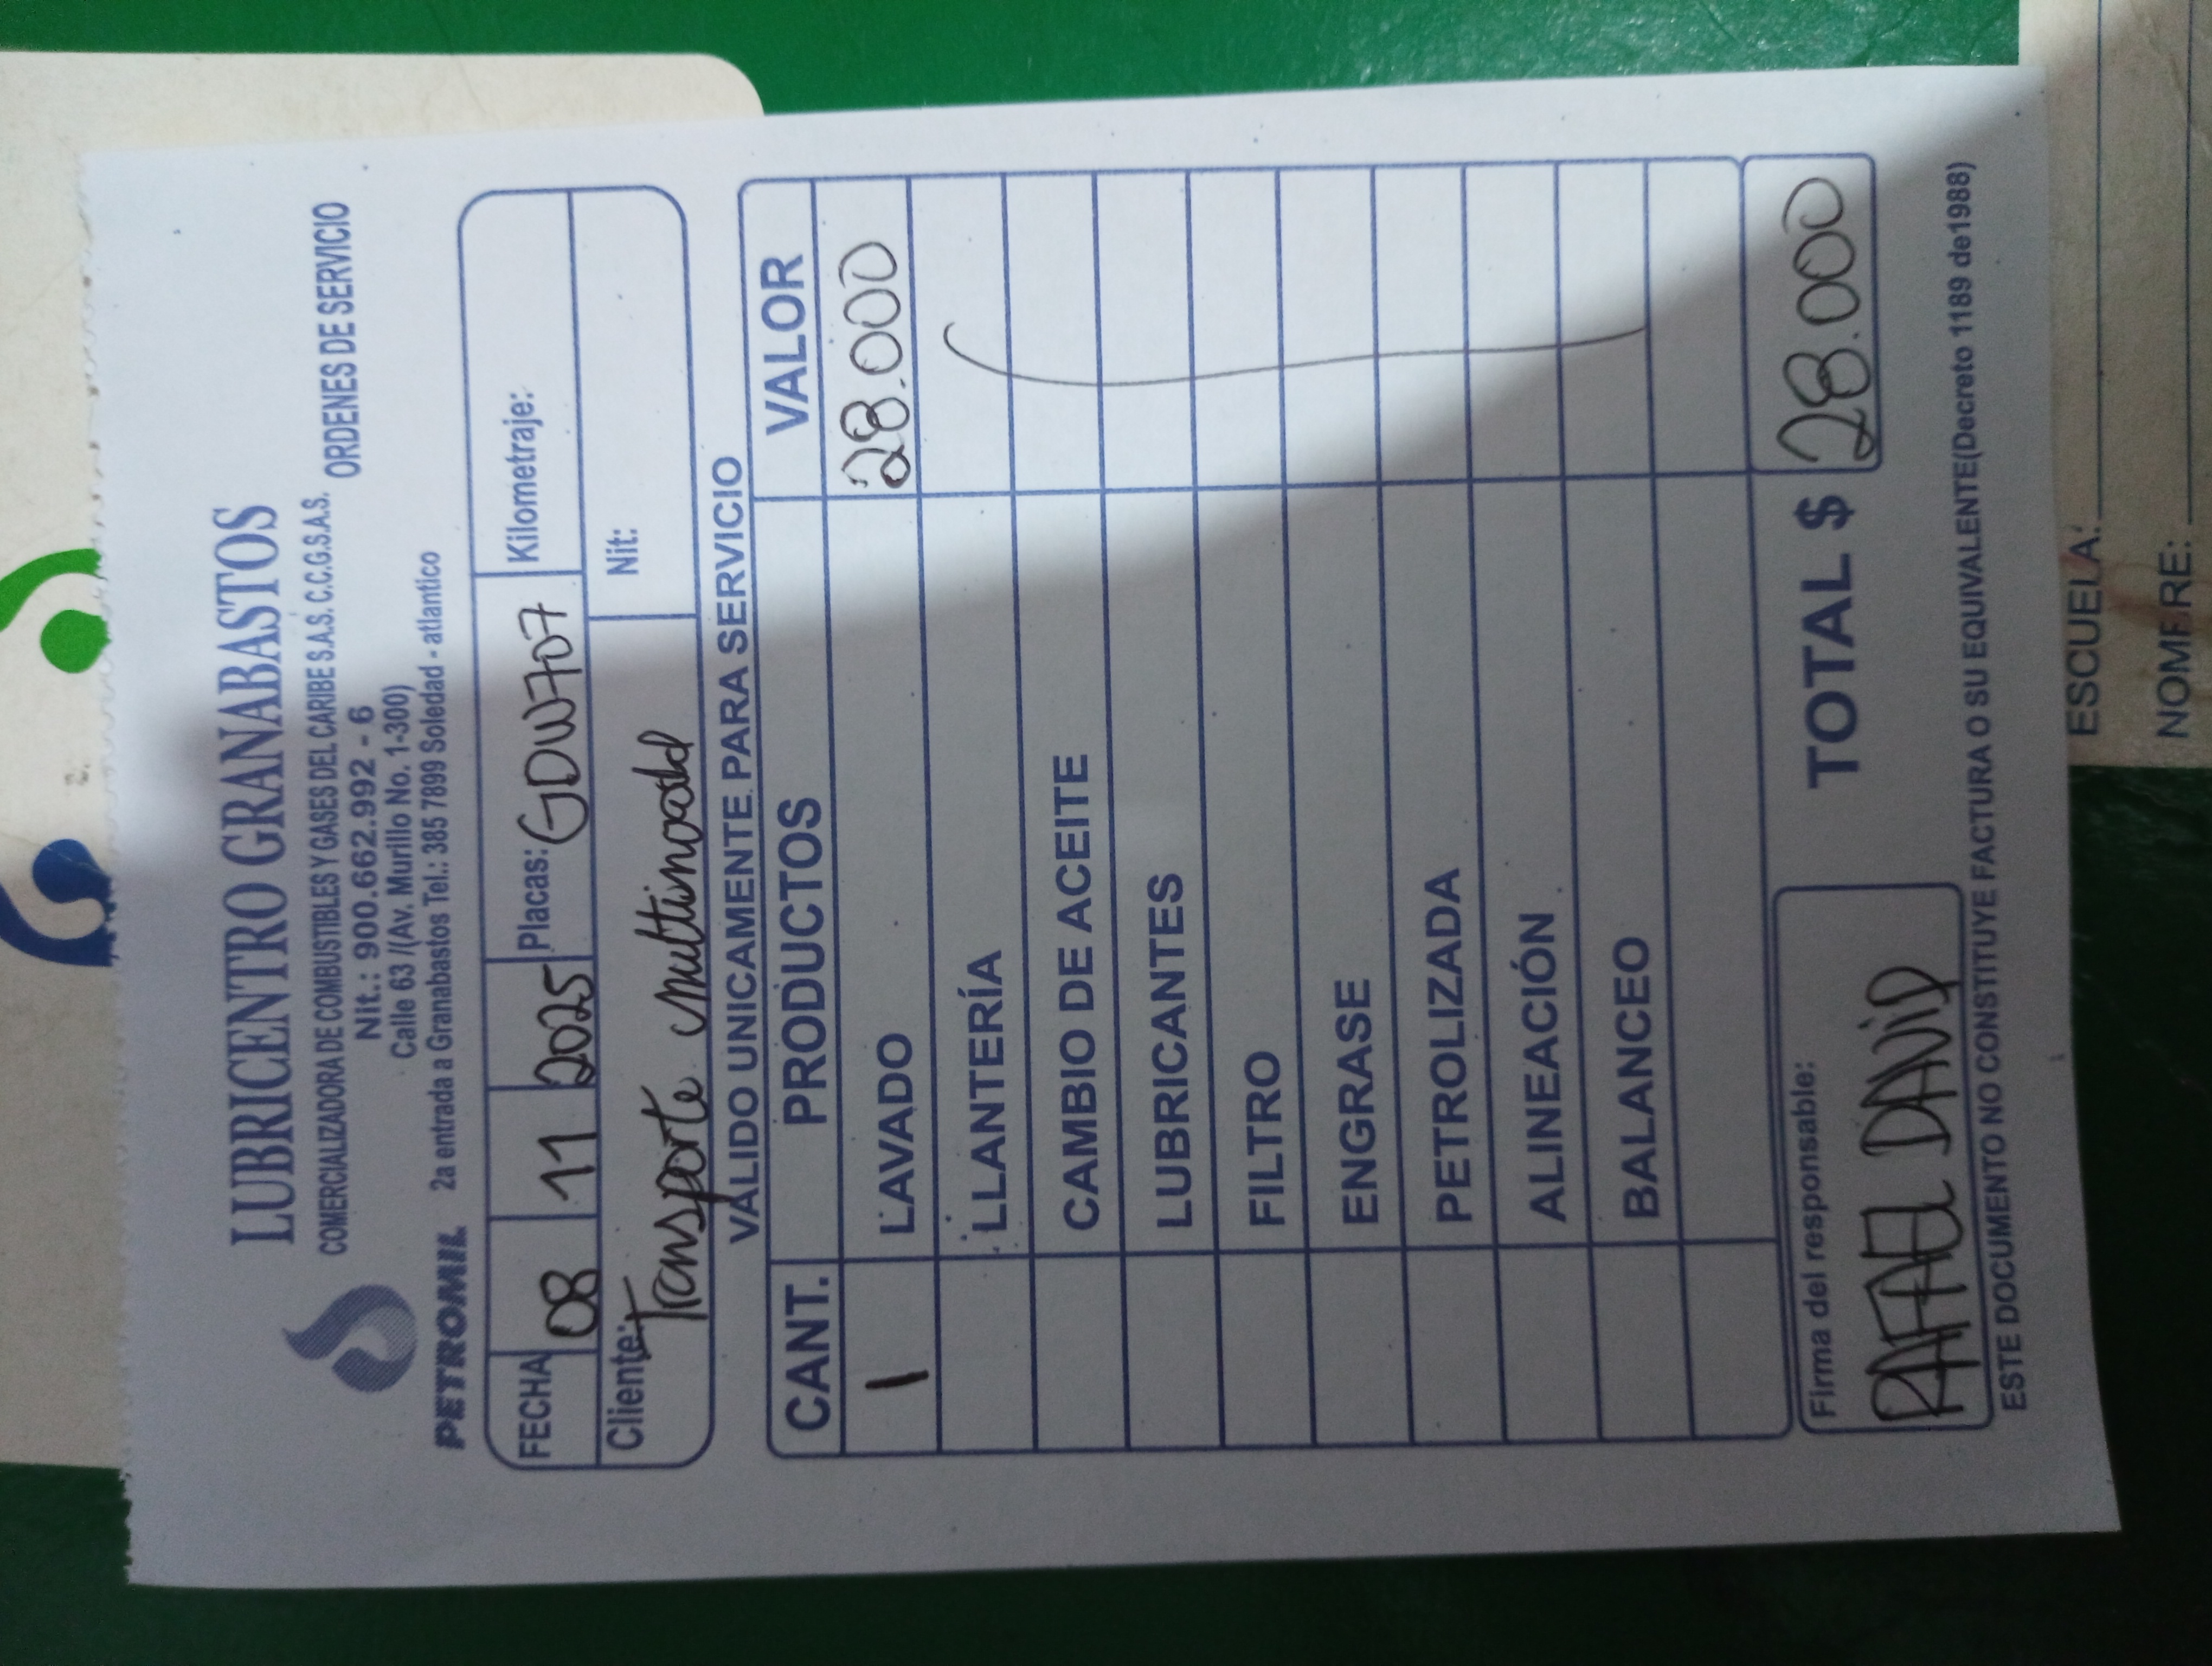 LUBRICENTRO GRANABASTOS
COMERCIALIZADORA DE COMBUSTIBLES Y GASES DEL CARIBE S.A.S. C.C.G.S.A.S.
ORDENES DE SERVICIO
Nit.: 900.662.992 - 6
Calle 63 /(Av. Murillo No. 1-300)
PETROMIL 2a entrada a Granabastos Tel.: 385 7899 Soledad - atlantico
FECHA 08 11 2025 Placas: GDW707 Kilometraje:
Cliente: Transporte multimodal Nit:
VALIDO UNICAMENTE PARA SERVICIO
CANT. PRODUCTOS VALOR
1 LAVADO 28.000
LLANTERÍA
CAMBIO DE ACEITE
LUBRICANTES
FILTRO
ENGRASE
PETROLIZADA
ALINEACIÓN
BALANCEO
Firma del responsable:
RAFAEL DAVID
TOTAL $ 28.000
ESTE DOCUMENTO NO CONSTITUYE FACTURA O SU EQUIVALENTE(Decreto 1189 de1988)
ESCUELA:
NOMBRE: